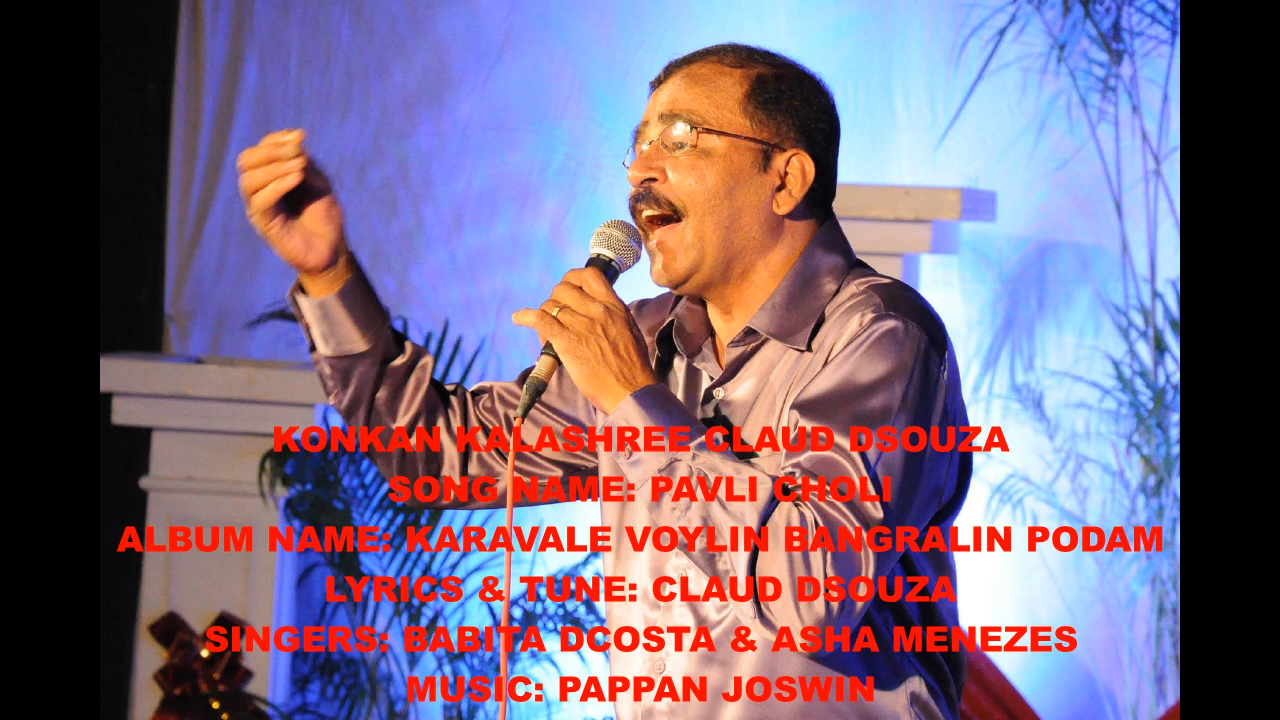 KONKAN KALASHREE CLAUD DSOUZA
SONG NAME: PAVLI CHOLI
ALBUM NAME: KARAVALE VOYLIN BANGRALIN PODAM
LYRICS & TUNE: CLAUD DSOUZA
SINGERS: BABITA DCOSTA & ASHA MENEZES
MUSIC: PAPPAN JOSWIN